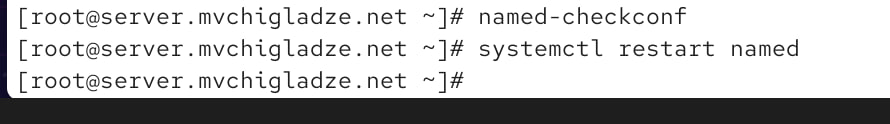 [root@server.mvchigladze.net ~]# named-checkconf
[root@server.mvchigladze.net ~]# systemctl restart named
[root@server.mvchigladze.net ~]#